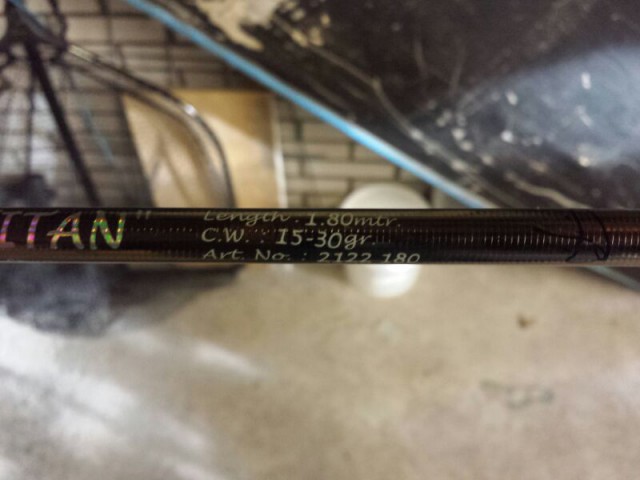 ITAN"
Length : 1.80mtr.
C.W. : 15-30gr
Art. No. : 2122 180